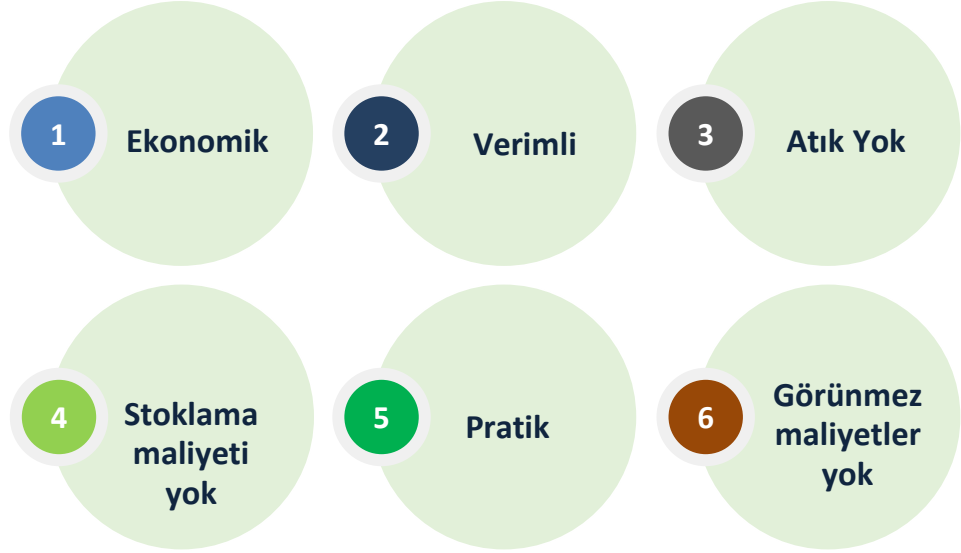 1
Ekonomik
2
Verimli
3
Atık Yok
4
Stoklama
maliyeti
yok
5
Pratik
6
Görünmez
maliyetler
yok